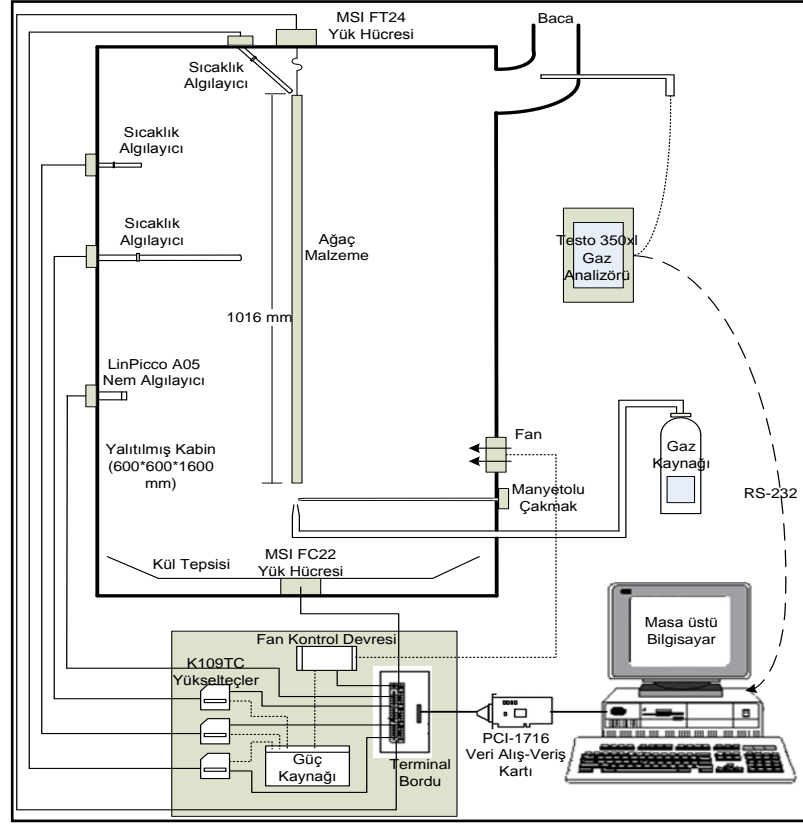 MSI FT24
Yük Hücresi
Baca
Sıcaklık
Algılayıcı
Sıcaklık
Algılayıcı
Sıcaklık
Algılayıcı
Ağaç
Malzeme
Testo 350xl
Gaz
Analizörü
1016 mm
LinPicco A05
Nem Algılayıcı
Yalıtılmış Kabin
(600*600*1600
mm)
Fan
Gaz
Kaynağı
Manyetolu
Çakmak
RS-232
Kül Tepsisi
MSI FC22
Yük Hücresi
Masa üstü
Bilgisayar
Fan Kontrol Devresi
K109TC
Yükselteçler
Güç
Kaynağı
Terminal
Bordu
PCI-1716
Veri Alış-Veriş
Kartı